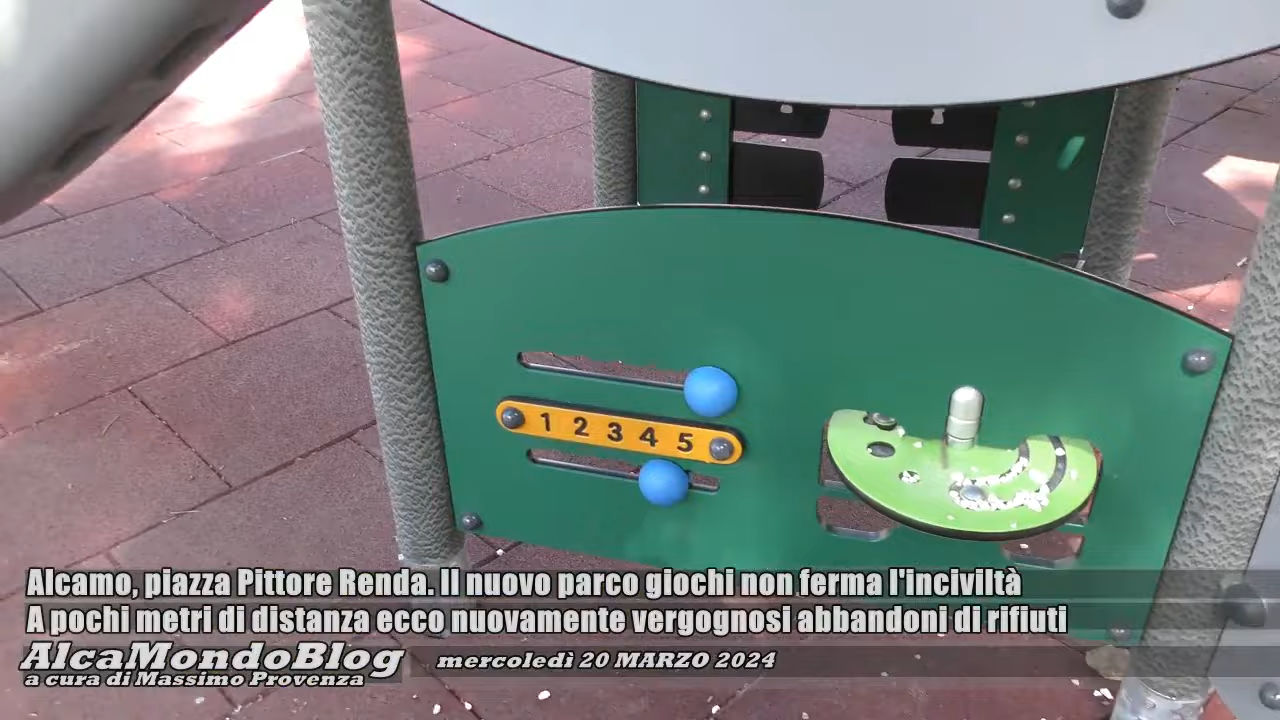 1 2 3 4 5
Alcamo, piazza Pittore Renda. Il nuovo parco giochi non ferma l'inciviltà
A pochi metri di distanza ecco nuovamente vergognosi abbandoni di rifiuti
AlcaMondoBlog
mercoledì 20 MARZO 2024
a cura di Massimo Provenza